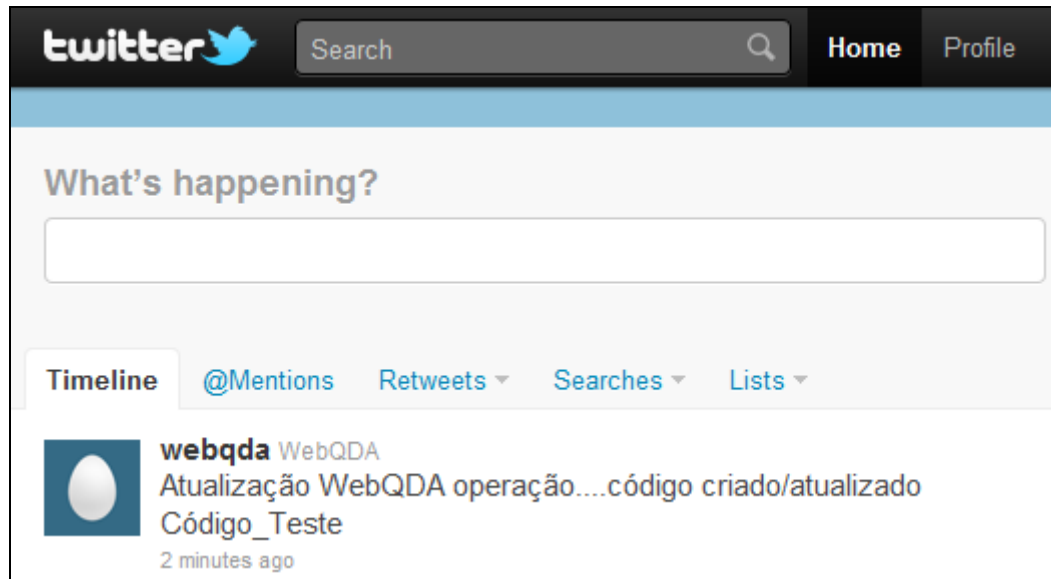 twitter Search Home Profile
What's happening?
Timeline @Mentions Retweets Searches Lists
webqda WebQDA
Atualização WebQDA operação....código criado/atualizado
Código_Teste
2 minutes ago